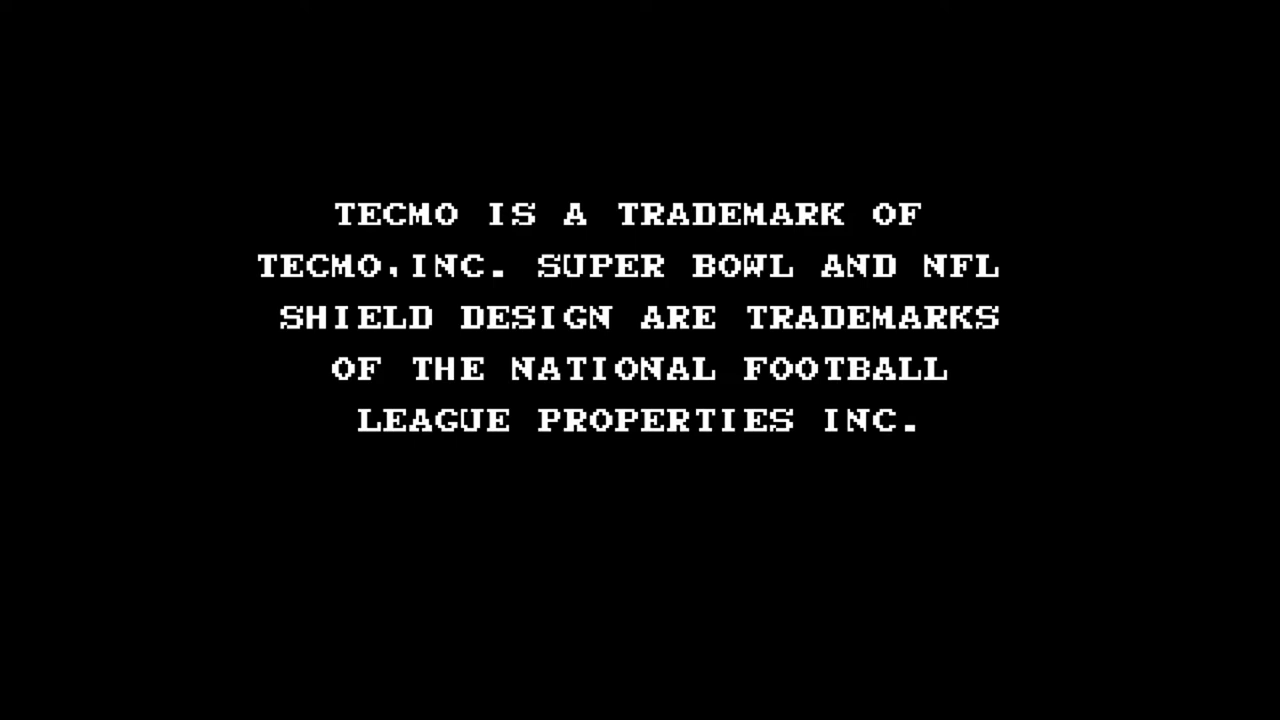 TECMO IS A TRADEMARK OF
TECMO,INC. SUPER BOWL AND NFL
SHIELD DESIGN ARE TRADEMARKS
OF THE NATIONAL FOOTBALL
LEAGUE PROPERTIES INC.